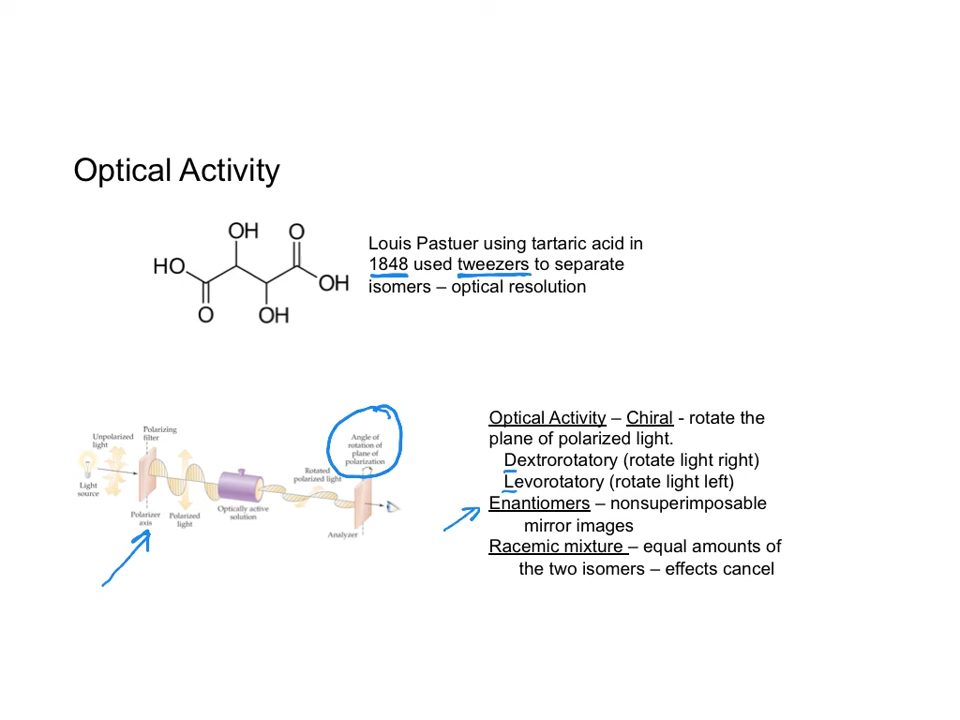 Optical Activity
OH
O
HO
OH
O
OH
Louis Pastuer using tartaric acid in
1848 used tweezers to separate
isomers – optical resolution
Unpolarized
light
Polarizing
filter
Light
source
Polarizer
axis
Polarized
light
Optically active
solution
Rotated
polarized light
Angle of
rotation of
plane of
polarization
Analyzer
Optical Activity – Chiral - rotate the
plane of polarized light.
Dextrorotatory (rotate light right)
Levorotatory (rotate light left)
Enantiomers – nonsuperimposable
mirror images
Racemic mixture – equal amounts of
the two isomers – effects cancel